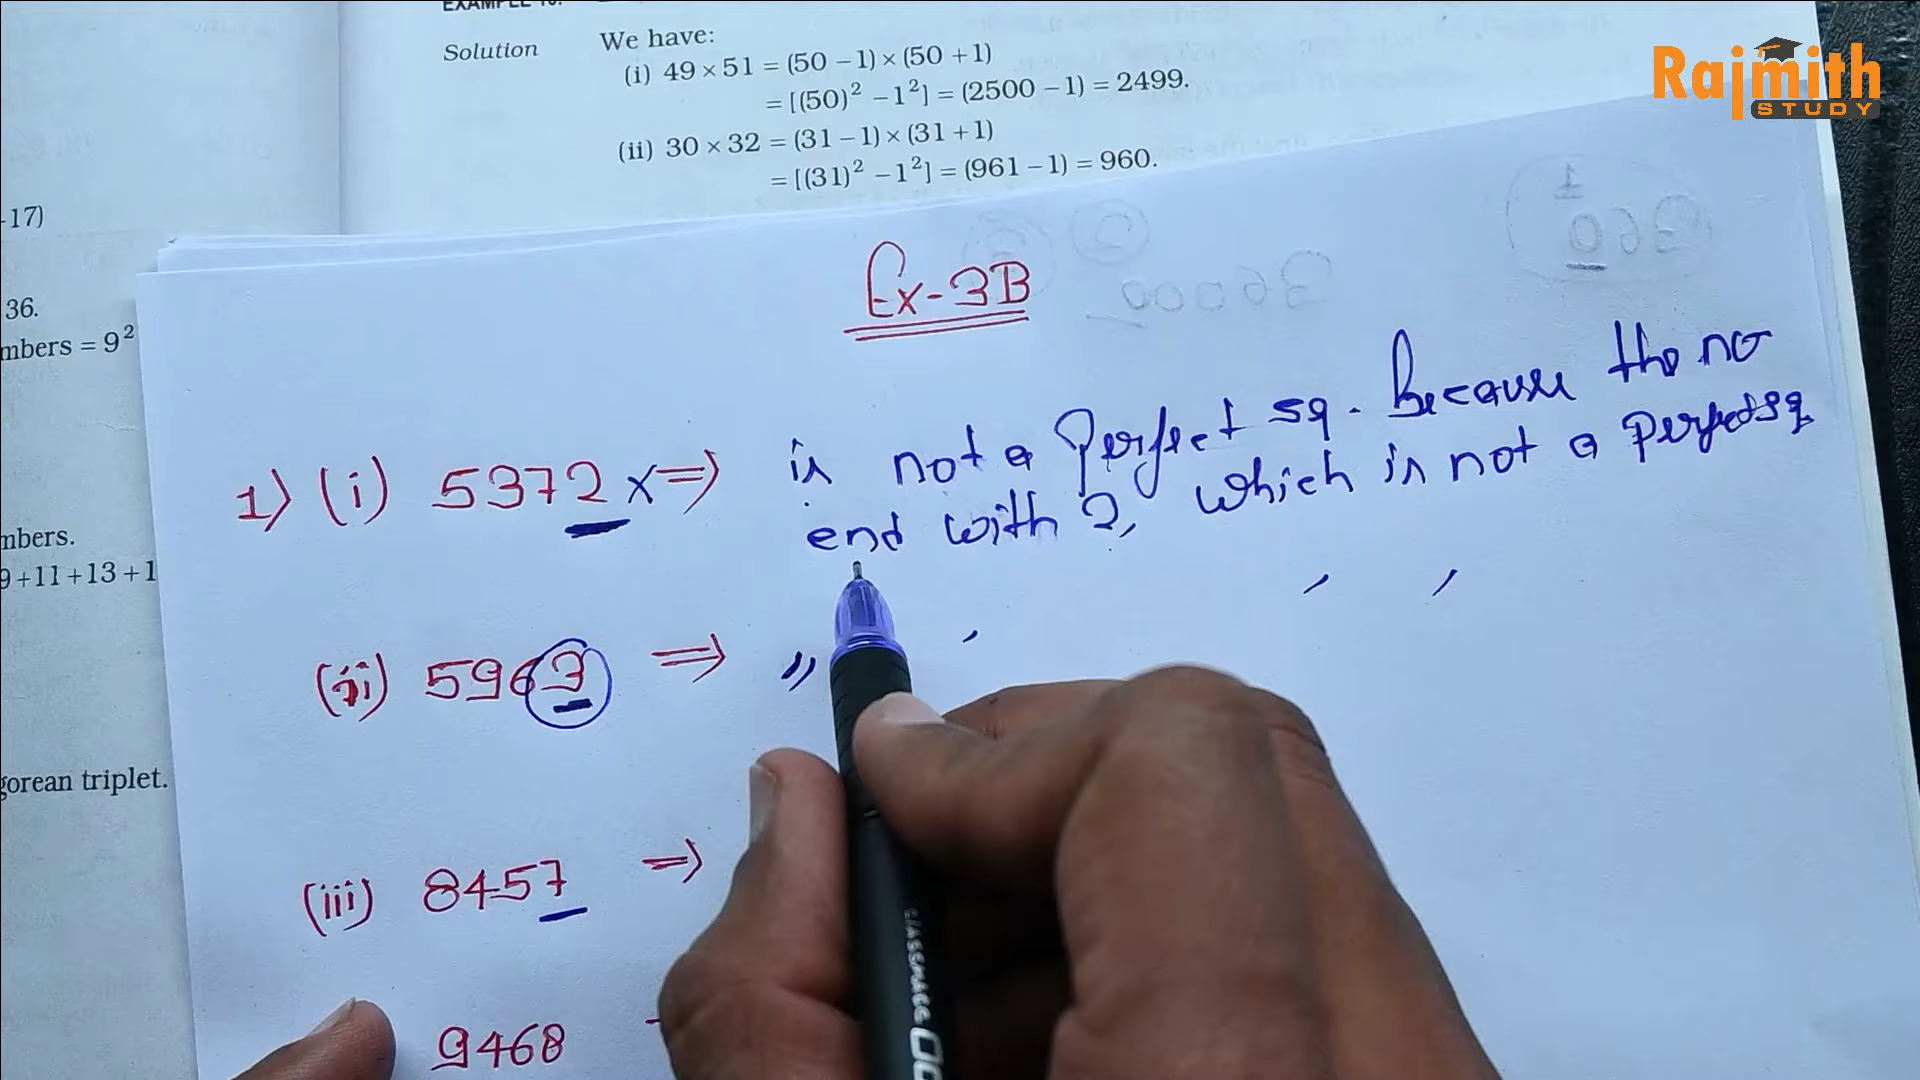 Solution We have:
(i) 49 × 51 = (50 − 1) × (50 + 1)
= [(50)² − 1²] = (2500 − 1) = 2499.
(ii) 30 × 32 = (31 − 1) × (31 + 1)
= [(31)² − 1²] = (961 − 1) = 960.
Rajmith
STUDY
-17)
36.
mbers = 9²
mbers.
9+11+13+1
gorean triplet.
Ex-3B
1) (i) 5372 x ⇒ is not a Perfect sq. Because the no
end with 2, which is not a perfect sq
(ii) 5963 ⇒ 〃
(iii) 8457 ⇒
9468
CLASSMATE